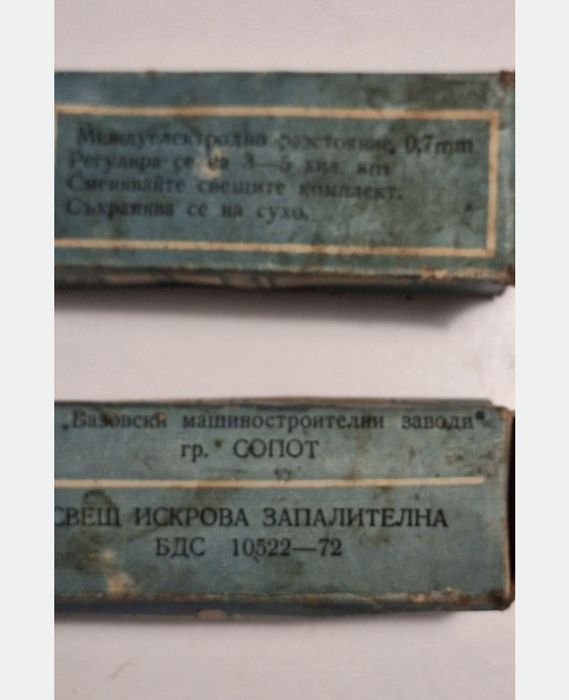 Междуелектродно разстояние 0,7mm
Регулира се на 3—5 хил. km
Сменявайте свещите комплект.
Съхранява се на сухо.
„Вазовски машиностроителни заводи“
гр. СОПОТ
СВЕЩ ИСКРОВА ЗАПАЛИТЕЛНА
БДС 10522—72